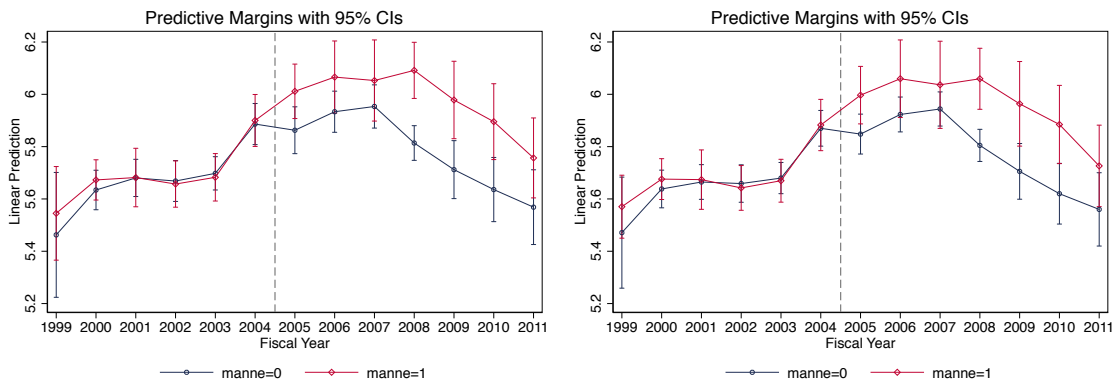 Predictive Margins with 95% CIs
Linear Prediction
6.2
6
5.8
5.6
5.4
5.2
1999 2000 2001 2002 2003 2004 2005 2006 2007 2008 2009 2010 2011
Fiscal Year
manne=0 manne=1
Predictive Margins with 95% CIs
Linear Prediction
6.2
6
5.8
5.6
5.4
5.2
1999 2000 2001 2002 2003 2004 2005 2006 2007 2008 2009 2010 2011
Fiscal Year
manne=0 manne=1